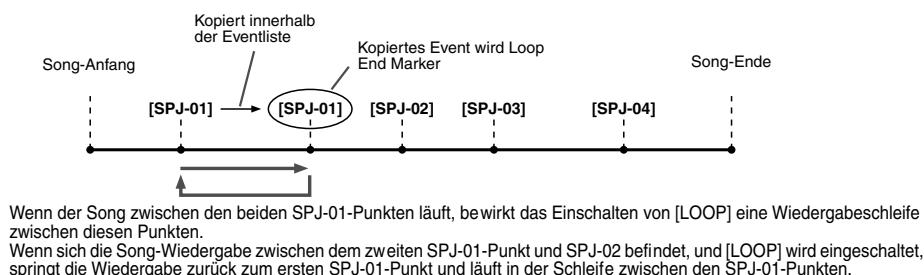 Kopiert innerhalb
der Eventliste
Kopiertes Event wird Loop
End Marker
Song-Anfang
Song-Ende
[SPJ-01]
[SPJ-01]
[SPJ-02]
[SPJ-03]
[SPJ-04]
Wenn der Song zwischen den beiden SPJ-01-Punkten läuft, bewirkt das Einschalten von [LOOP] eine Wiedergabeschleife
zwischen diesen Punkten.
Wenn sich die Song-Wiedergabe zwischen dem zweiten SPJ-01-Punkt und SPJ-02 befindet, und [LOOP] wird eingeschaltet,
springt die Wiedergabe zurück zum ersten SPJ-01-Punkt und läuft in der Schleife zwischen den SPJ-01-Punkten.